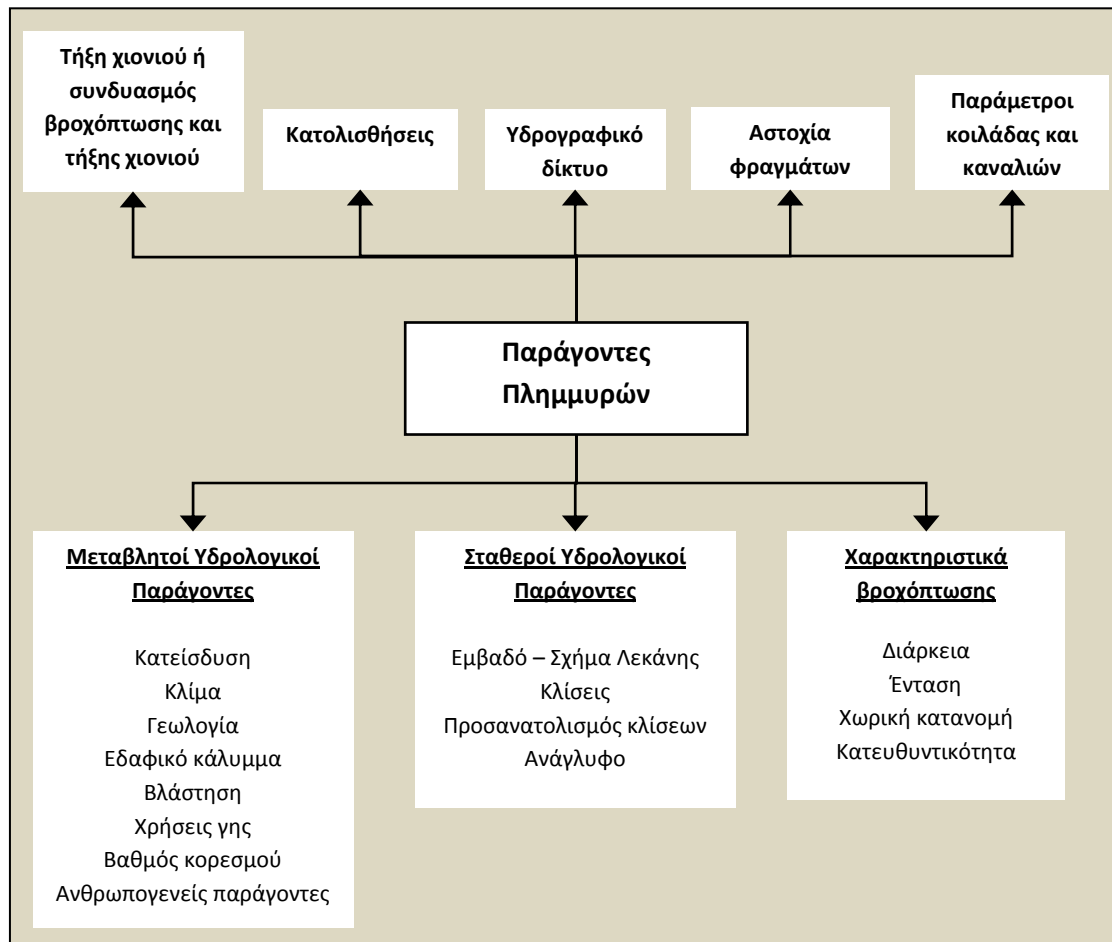 Τήξη χιονιού ή
συνδυασμός
βροχόπτωσης και
τήξης χιονιού
Κατολισθήσεις
Υδρογραφικό
δίκτυο
Αστοχία
φραγμάτων
Παράμετροι
κοιλάδας και
καναλιών
Παράγοντες
Πλημμυρών
Μεταβλητοί Υδρολογικοί
Παράγοντες
Κατείσδυση
Κλίμα
Γεωλογία
Εδαφικό κάλυμμα
Βλάστηση
Χρήσεις γης
Βαθμός κορεσμού
Ανθρωπογενείς παράγοντες
Σταθεροί Υδρολογικοί
Παράγοντες
Εμβαδό – Σχήμα Λεκάνης
Κλίσεις
Προσανατολισμός κλίσεων
Ανάγλυφο
Χαρακτηριστικά
βροχόπτωσης
Διάρκεια
Ένταση
Χωρική κατανομή
Κατευθυντικότητα